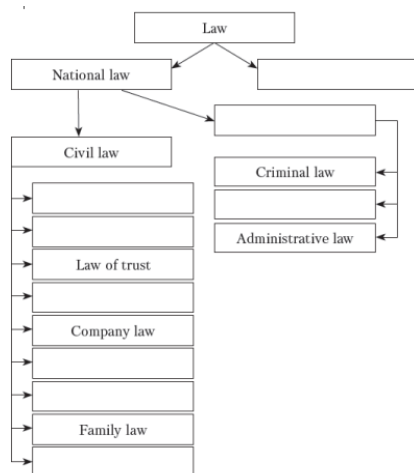 Law
National law
Civil law
Criminal law
Administrative law
Law of trust
Company law
Family law